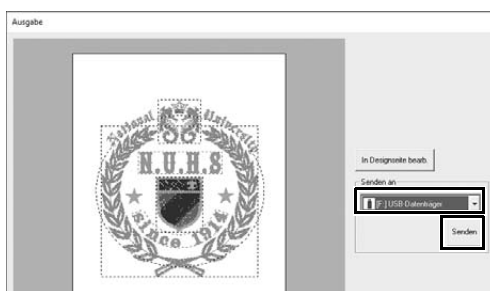 Ausgabe
National University
N.U.H.S
since 1914
In Designseite bearb.
Senden an
[F:] USB-Datenträger
Senden